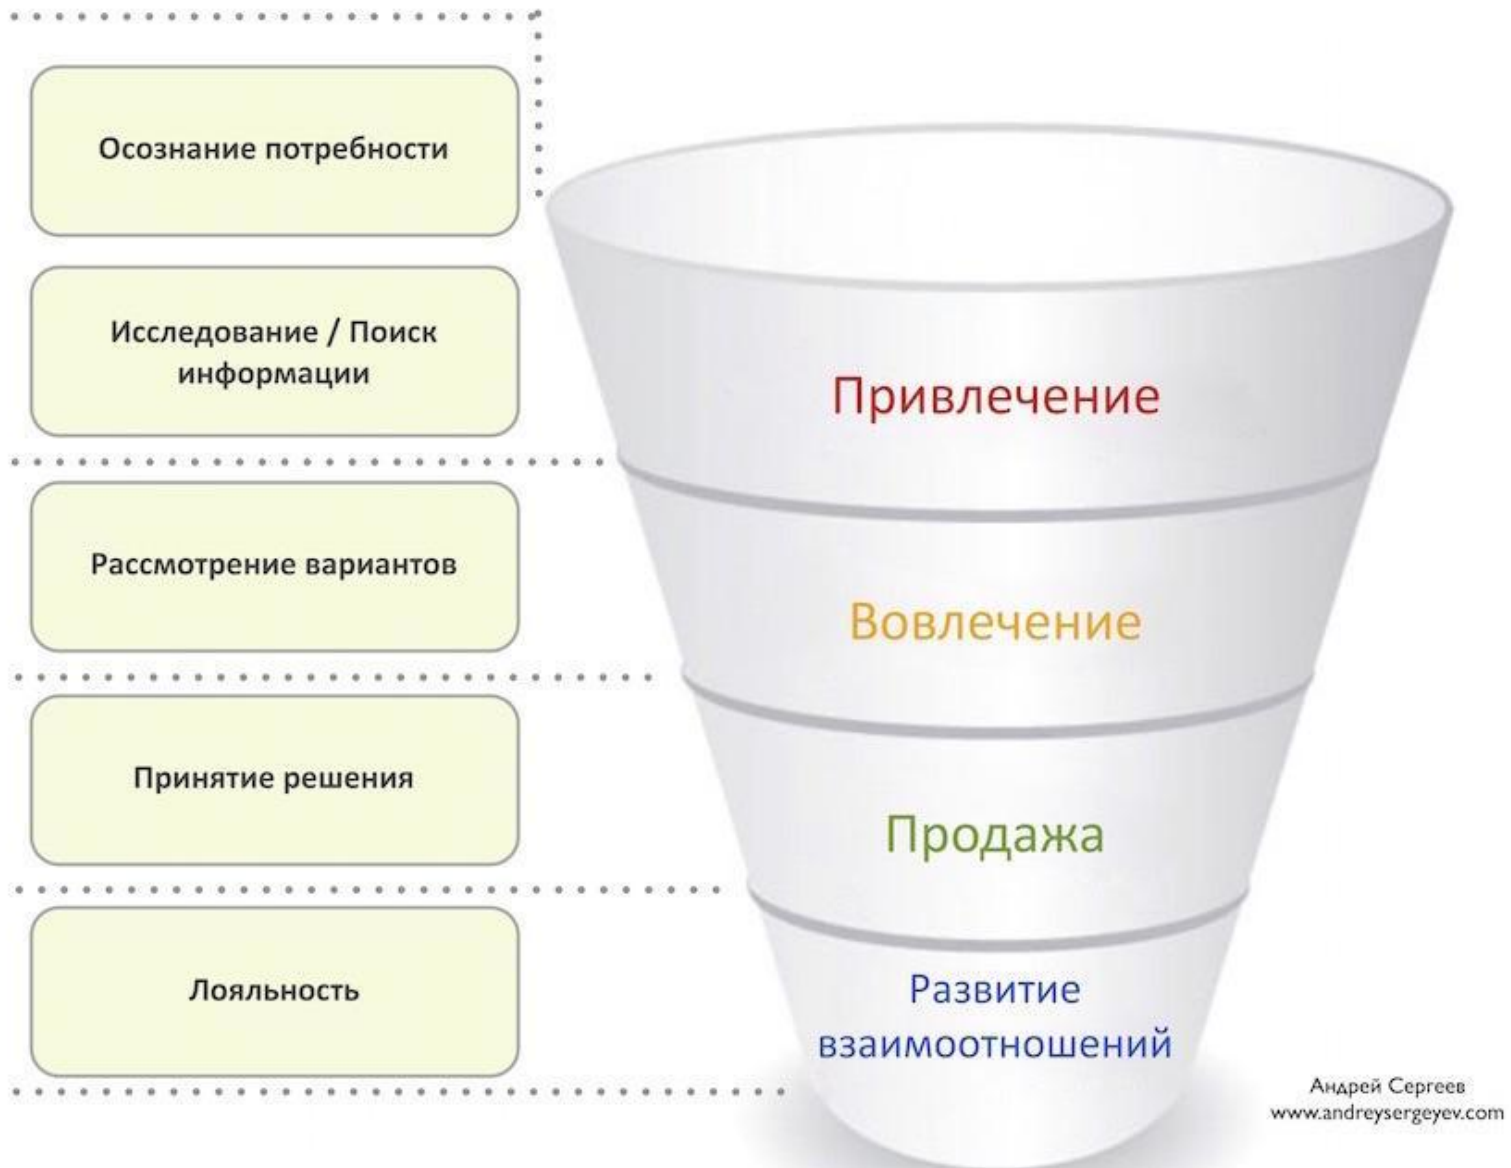 Осознание потребности
Исследование / Поиск
информации
Привлечение
Рассмотрение вариантов
Вовлечение
Принятие решения
Продажа
Лояльность
Развитие
взаимоотношений
Андрей Сергеев
www.andreysergeyev.com